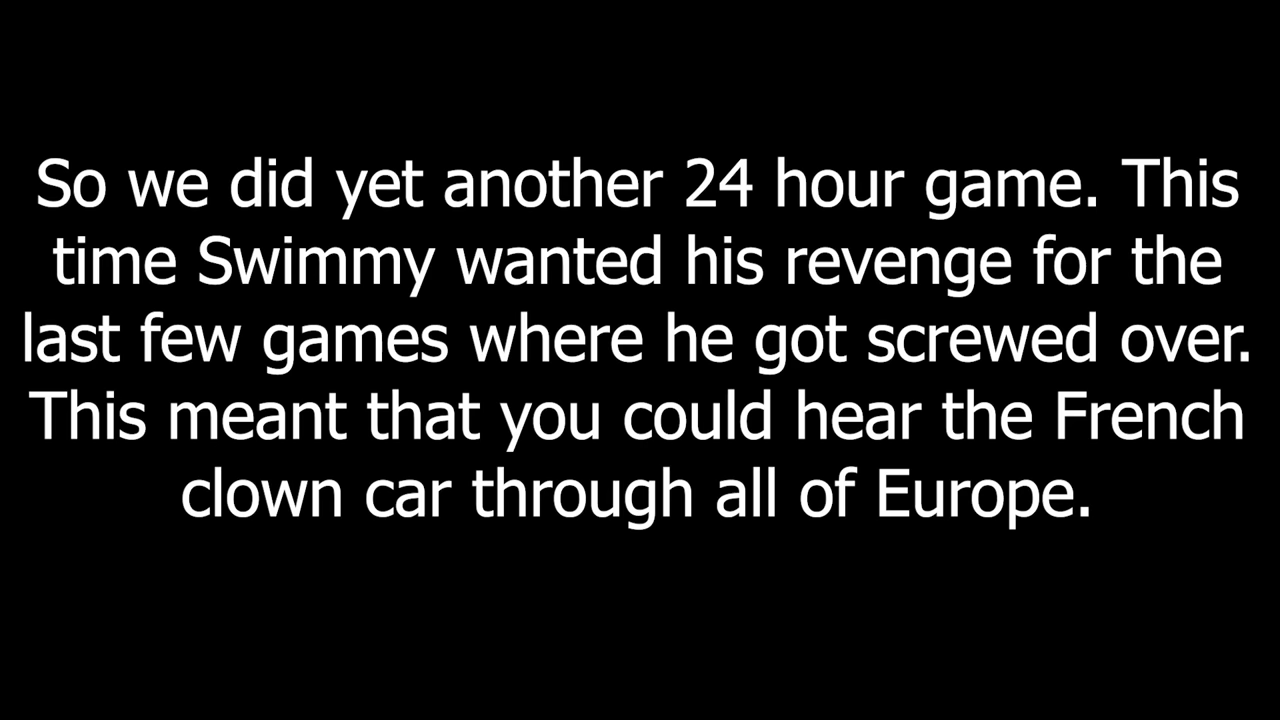 So we did yet another 24 hour game. This
time Swimmy wanted his revenge for the
last few games where he got screwed over.
This meant that you could hear the French
clown car through all of Europe.